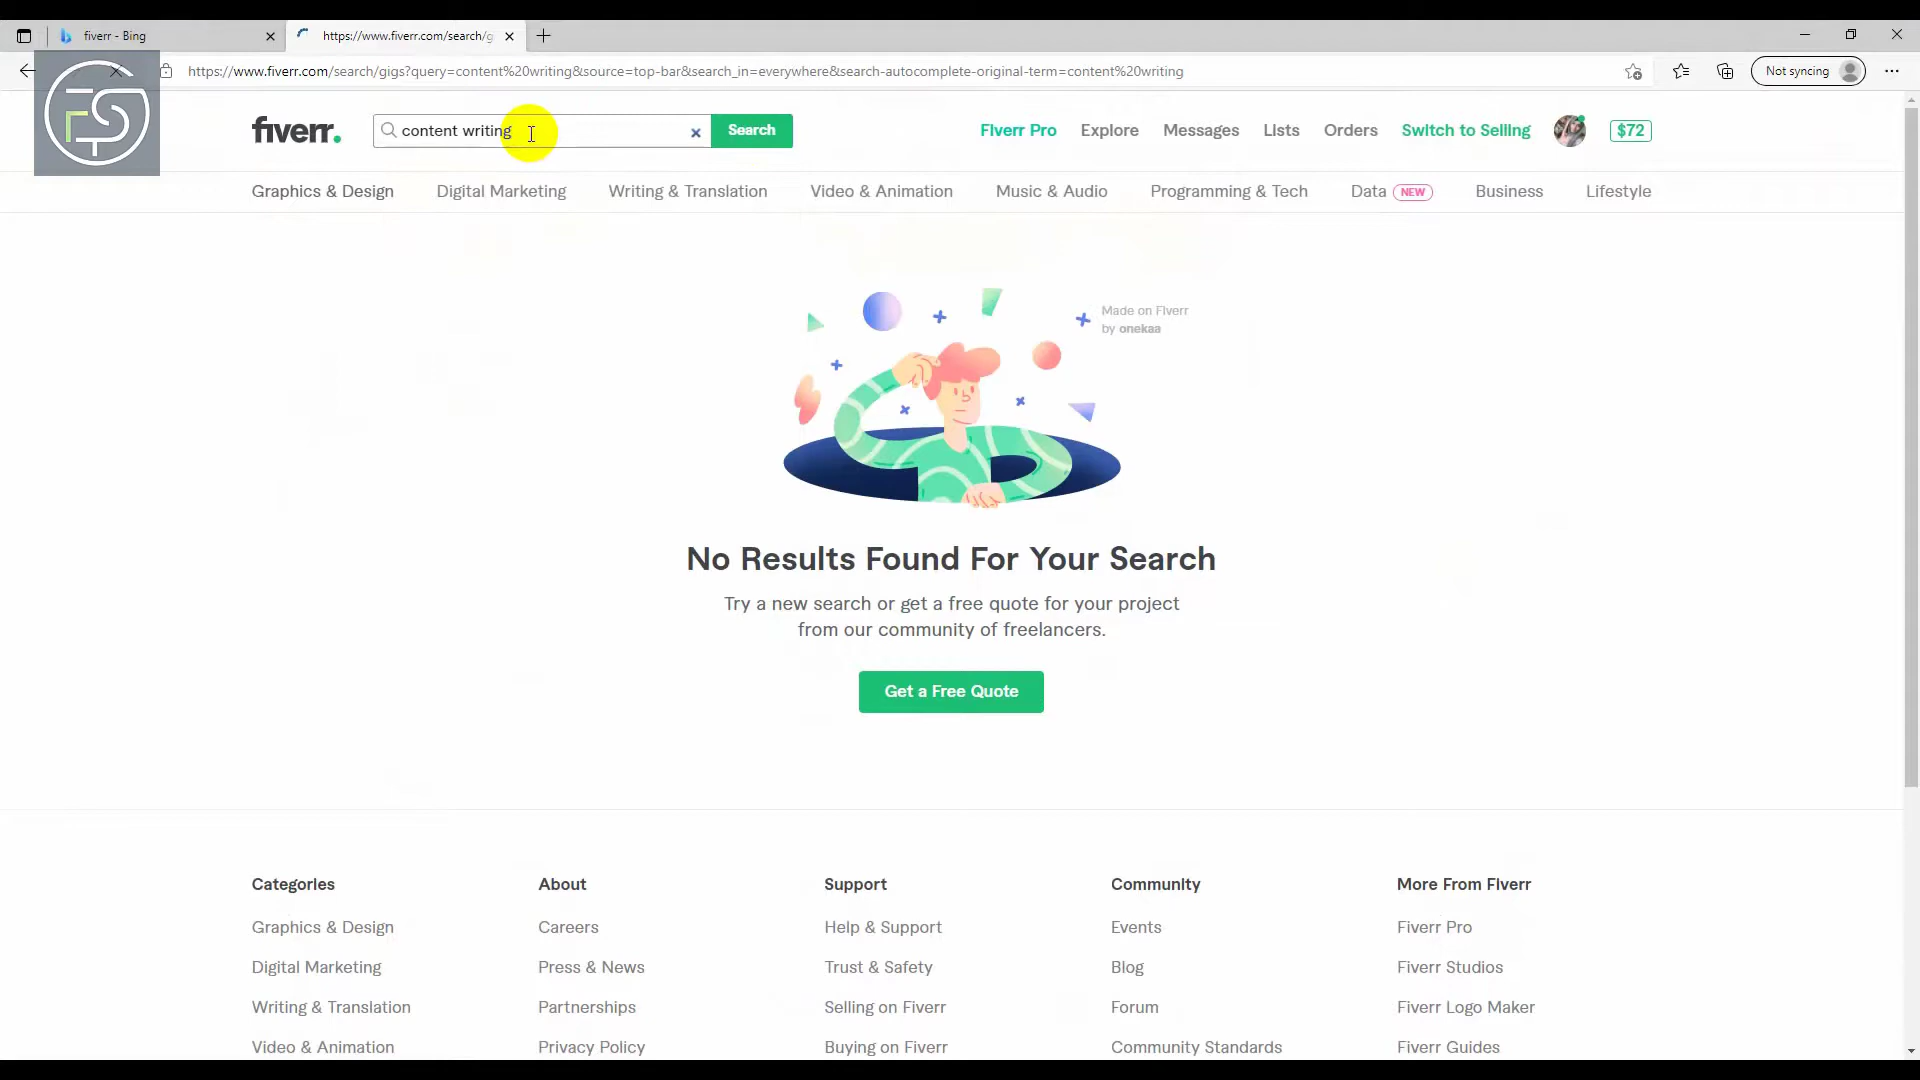 fiverr - Bing
https://www.fiverr.com/search/g
https://www.fiverr.com/search/gigs?query=content%20writing&source=top-bar&search_in=everywhere&search-autocomplete-original-term=content%20writing
Not syncing
fiverr.
content writing
Search
Fiverr Pro
Explore
Messages
Lists
Orders
Switch to Selling
$72
Graphics & Design
Digital Marketing
Writing & Translation
Video & Animation
Music & Audio
Programming & Tech
Data NEW
Business
Lifestyle
Made on Fiverr
by onekaa
No Results Found For Your Search
Try a new search or get a free quote for your project
from our community of freelancers.
Get a Free Quote
Categories
Graphics & Design
Digital Marketing
Writing & Translation
Video & Animation
About
Careers
Press & News
Partnerships
Privacy Policy
Support
Help & Support
Trust & Safety
Selling on Fiverr
Buying on Fiverr
Community
Events
Blog
Forum
Community Standards
More From Fiverr
Fiverr Pro
Fiverr Studios
Fiverr Logo Maker
Fiverr Guides